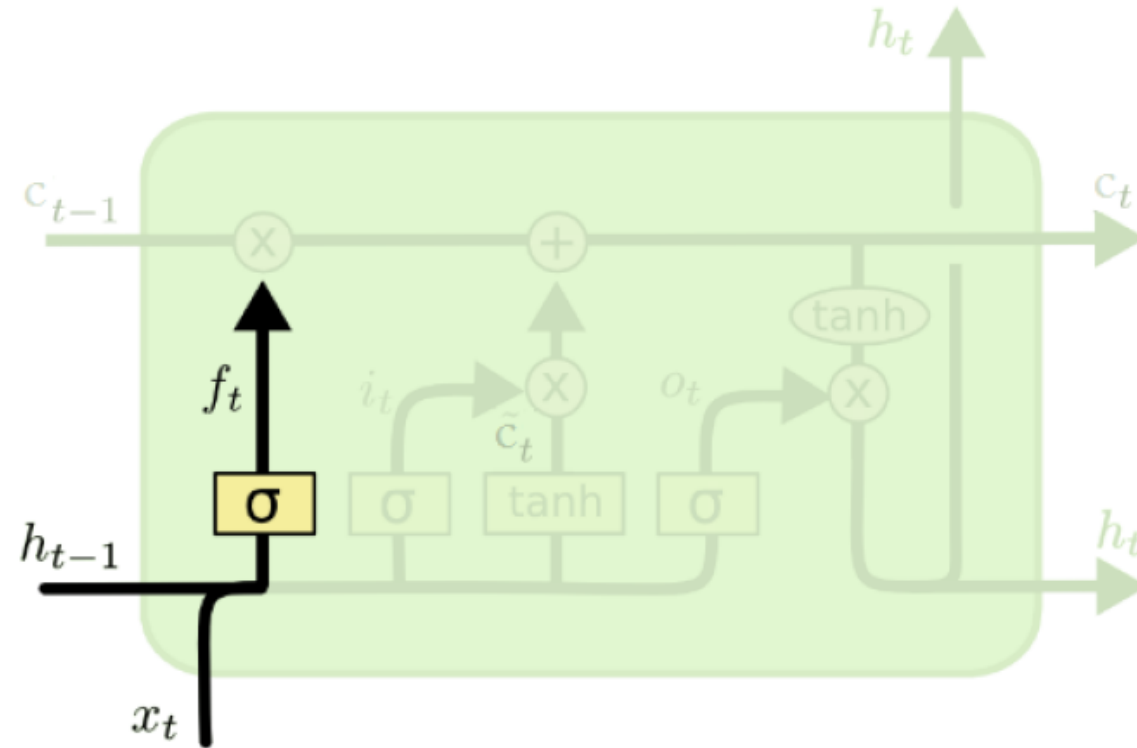 h_t
c_{t-1} x + c_t
tanh
f_t i_t x o_t x
c̃_t
σ σ tanh σ
h_{t-1} h_t
x_t